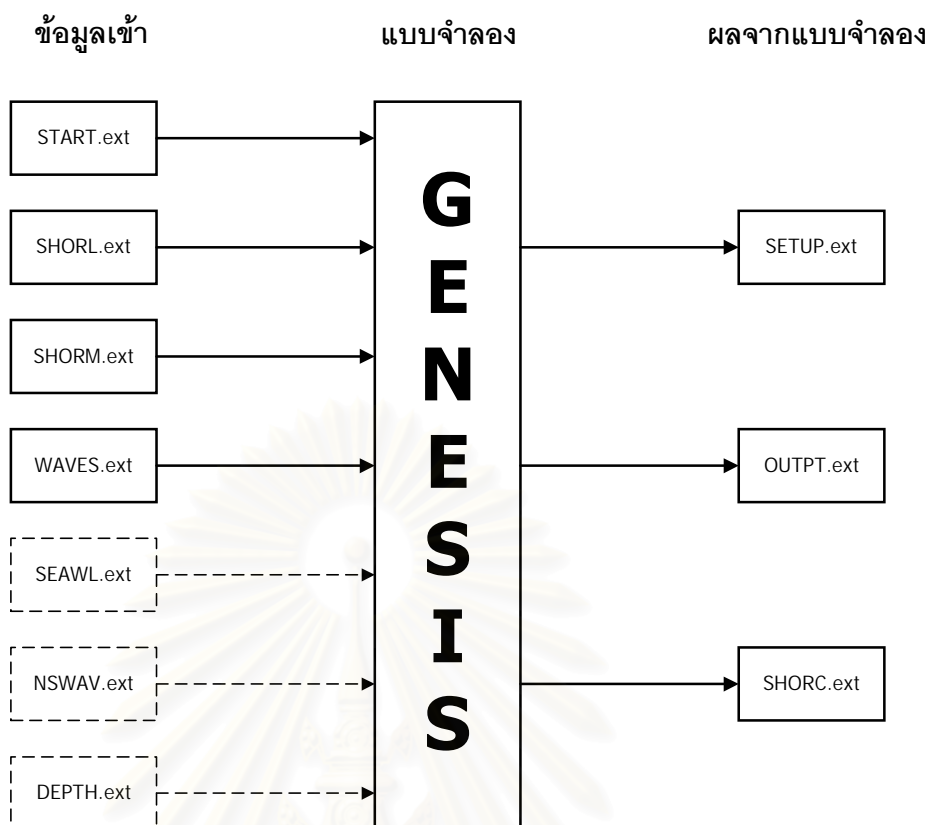 ข้อมูลเข้า แบบจำลอง ผลจากแบบจำลอง
START.ext
SHORL.ext
SHORM.ext
WAVES.ext
SEAWL.ext
NSWAV.ext
DEPTH.ext
G
E
N
E
S
I
S
SETUP.ext
OUTPT.ext
SHORC.ext